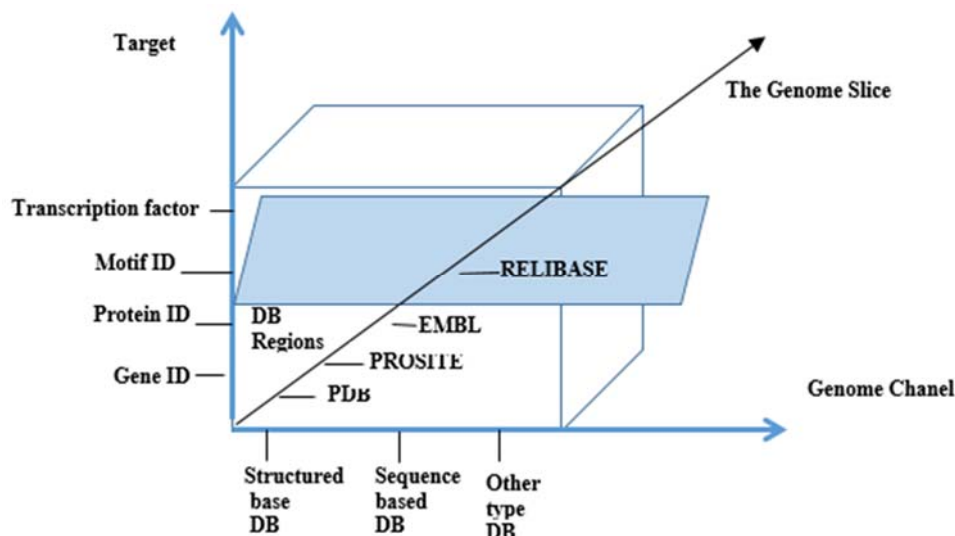 Target
The Genome Slice
Transcription factor
Motif ID
RELIBASE
Protein ID
DB
Regions
EMBL
PROSITE
Gene ID
PDB
Genome Chanel
Structured
base
DB
Sequence
based
DB
Other
type
DB